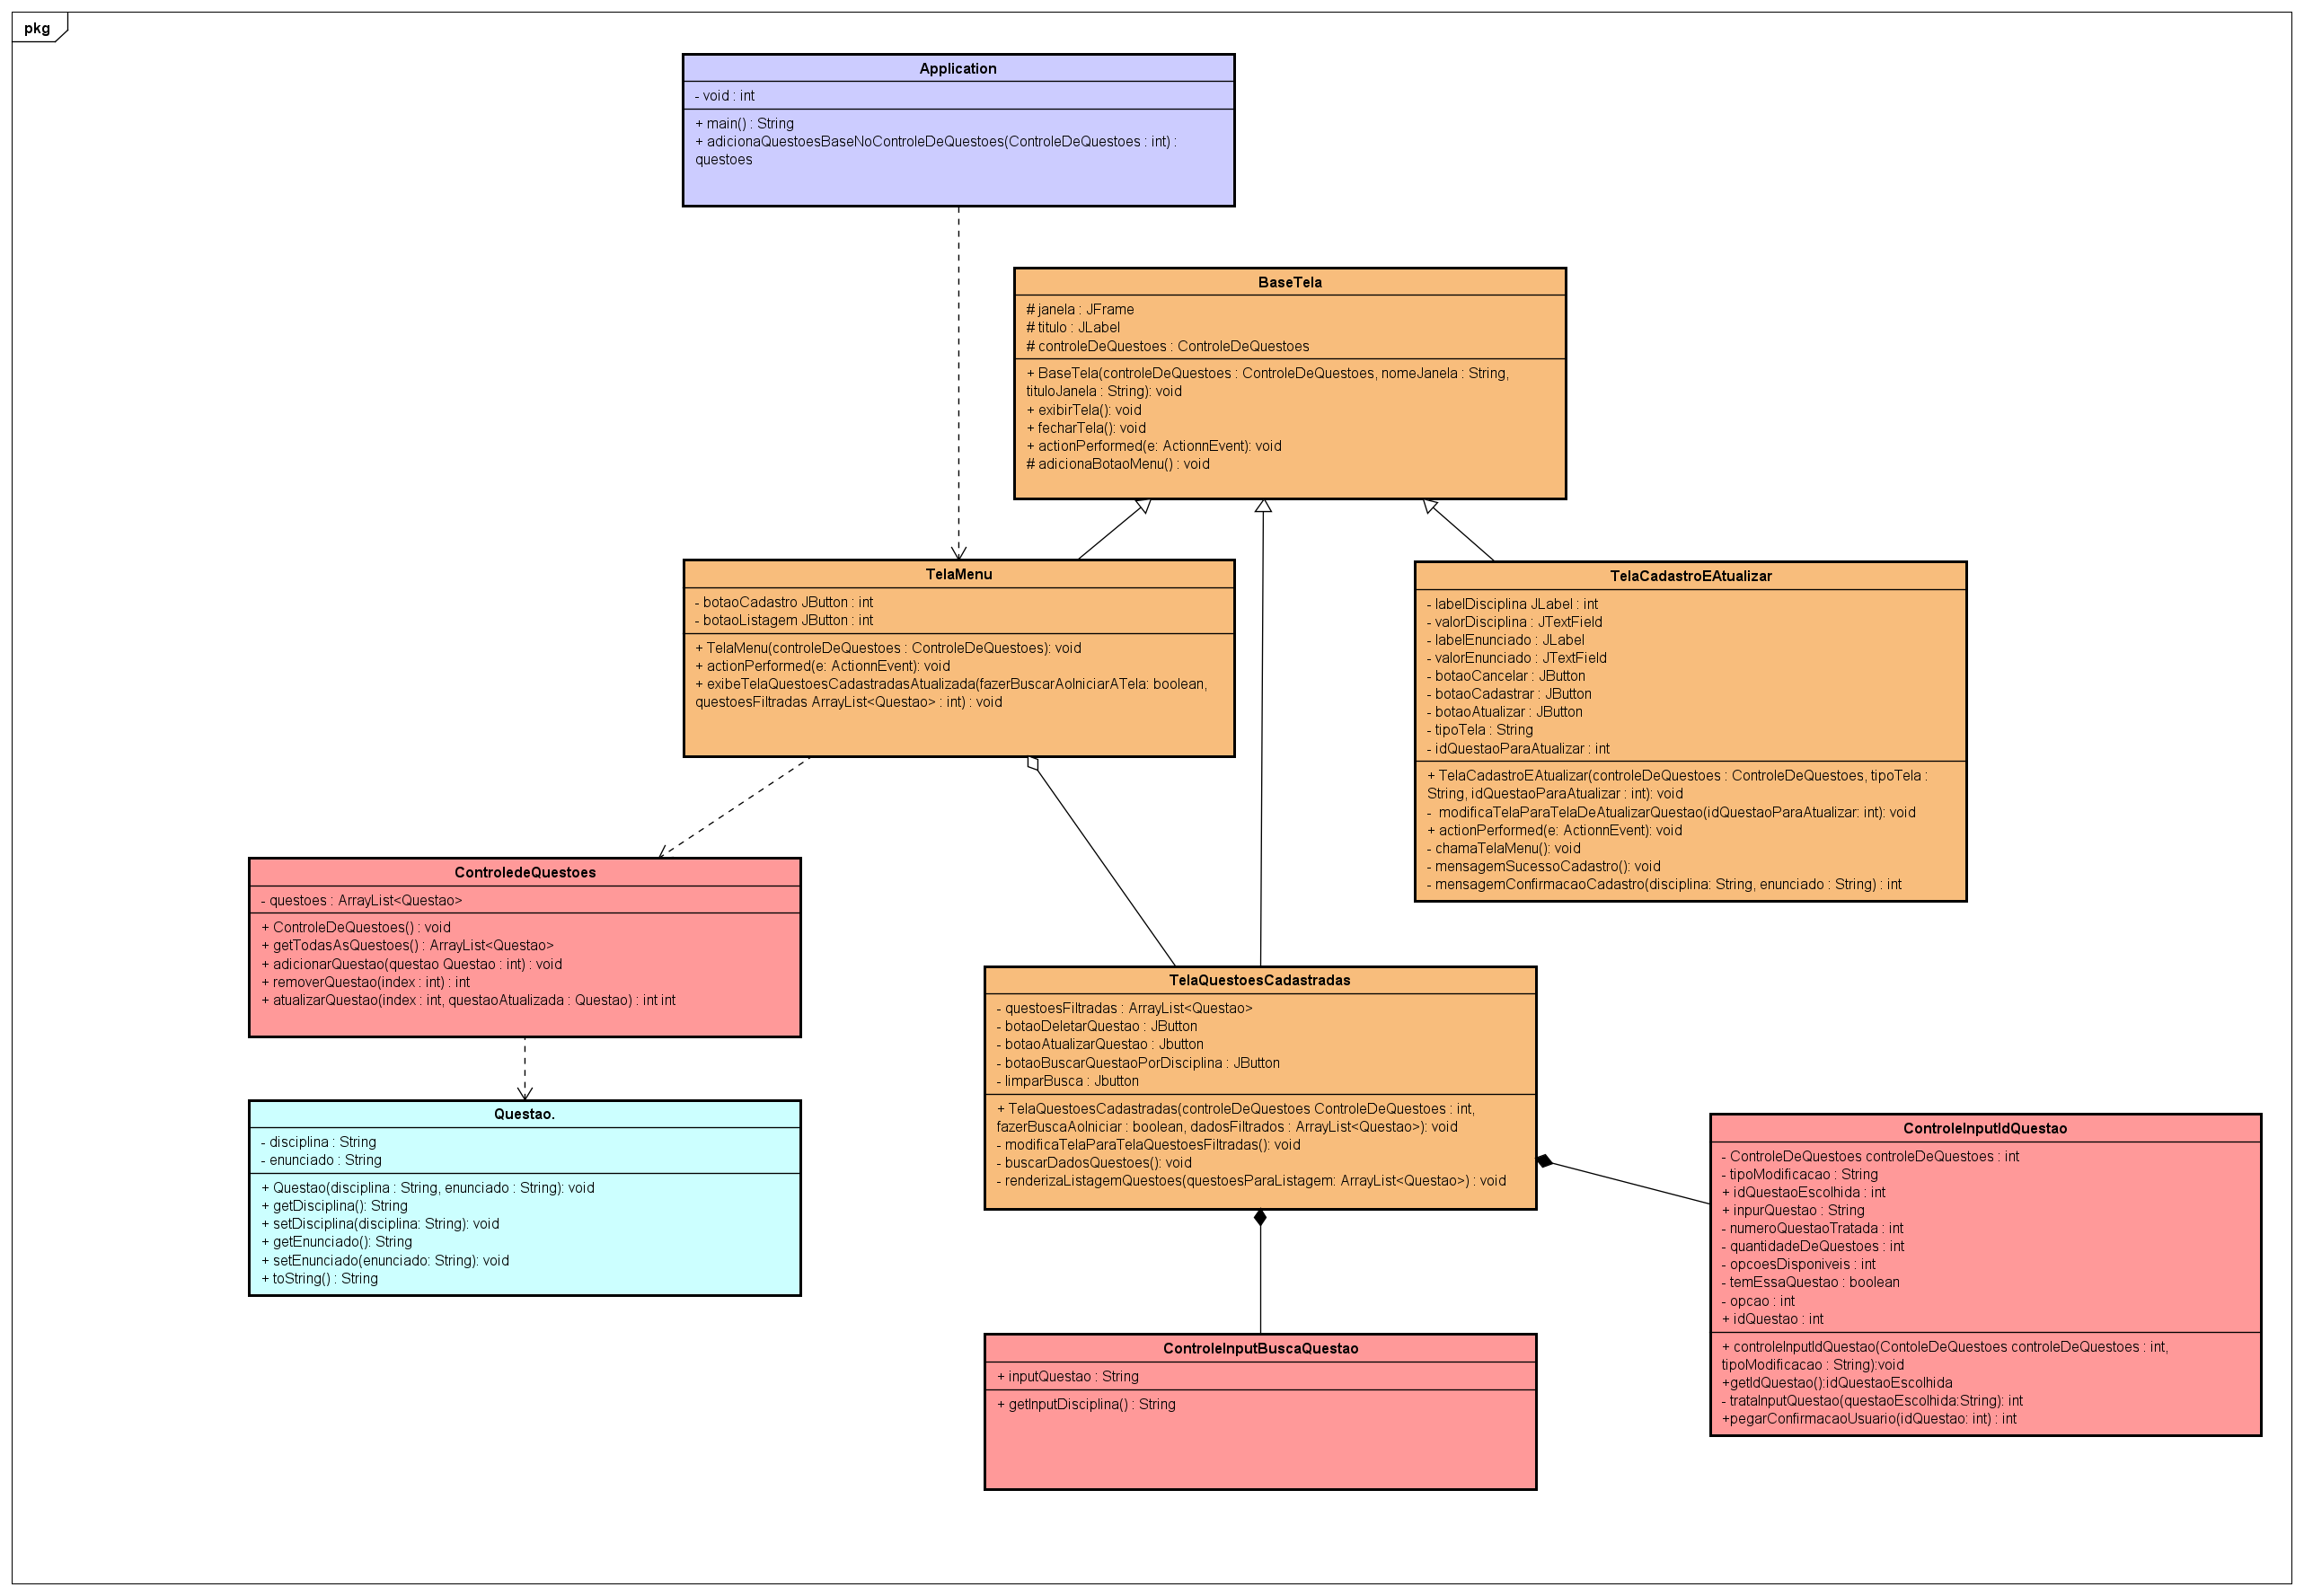 pkg
Application
- void : int
+ main() : String
+ adicionaQuestoesBaseNoControleDeQuestoes(ControleDeQuestoes : int) :
questoes
BaseTela
# janela : JFrame
# titulo : JLabel
# controleDeQuestoes : ControleDeQuestoes
+ BaseTela(controleDeQuestoes : ControleDeQuestoes, nomeJanela : String,
tituloJanela : String): void
+ exibirTela(): void
+ fecharTela(): void
+ actionPerformed(e: ActionnEvent): void
# adicionaBotaoMenu() : void
TelaMenu
- botaoCadastro JButton : int
- botaoListagem JButton : int
+ TelaMenu(controleDeQuestoes : ControleDeQuestoes): void
+ actionPerformed(e: ActionnEvent): void
+ exibeTelaQuestoesCadastradasAtualizada(fazerBuscarAoIniciarATela: boolean,
questoesFiltradas ArrayList<Questao> : int) : void
TelaCadastroEAtualizar
- labelDisciplina JLabel : int
- valorDisciplina : JTextField
- labelEnunciado : JLabel
- valorEnunciado : JTextField
- botaoCancelar : JButton
- botaoCadastrar : JButton
- botaoAtualizar : JButton
- tipoTela : String
- idQuestaoParaAtualizar : int
+ TelaCadastroEAtualizar(controleDeQuestoes : ControleDeQuestoes, tipoTela :
String, idQuestaoParaAtualizar : int): void
-  modificaTelaParaTelaDeAtualizarQuestao(idQuestaoParaAtualizar: int): void
+ actionPerformed(e: ActionnEvent): void
- chamaTelaMenu(): void
- mensagemSucessoCadastro(): void
- mensagemConfirmacaoCadastro(disciplina: String, enunciado : String) : int
ControledeQuestoes
- questoes : ArrayList<Questao>
+ ControleDeQuestoes() : void
+ getTodasAsQuestoes() : ArrayList<Questao>
+ adicionarQuestao(questao Questao : int) : void
+ removerQuestao(index : int) : int
+ atualizarQuestao(index : int, questaoAtualizada : Questao) : int int
TelaQuestoesCadastradas
- questoesFiltradas : ArrayList<Questao>
- botaoDeletarQuestao : JButton
- botaoAtualizarQuestao : Jbutton
- botaoBuscarQuestaoPorDisciplina : JButton
- limparBusca : Jbutton
+ TelaQuestoesCadastradas(controleDeQuestoes ControleDeQuestoes : int,
fazerBuscaAoIniciar : boolean, dadosFiltrados : ArrayList<Questao>): void
- modificaTelaParaTelaQuestoesFiltradas(): void
- buscarDadosQuestoes(): void
- renderizaListagemQuestoes(questoesParaListagem: ArrayList<Questao>) : void
Questao.
- disciplina : String
- enunciado : String
+ Questao(disciplina : String, enunciado : String): void
+ getDisciplina(): String
+ setDisciplina(disciplina: String): void
+ getEnunciado(): String
+ setEnunciado(enunciado: String): void
+ toString() : String
ControleInputIdQuestao
- ControleDeQuestoes controleDeQuestoes : int
- tipoModificacao : String
+ idQuestaoEscolhida : int
+ inpurQuestao : String
- numeroQuestaoTratada : int
- quantidadeDeQuestoes : int
- opcoesDisponiveis : int
- temEssaQuestao : boolean
- opcao : int
+ idQuestao : int
+ controleInputIdQuestao(ContoleDeQuestoes controleDeQuestoes : int,
tipoModificacao : String):void
+getIdQuestao():idQuestaoEscolhida
- trataInputQuestao(questaoEscolhida:String): int
+pegarConfirmacaoUsuario(idQuestao: int) : int
ControleInputBuscaQuestao
+ inputQuestao : String
+ getInputDisciplina() : String